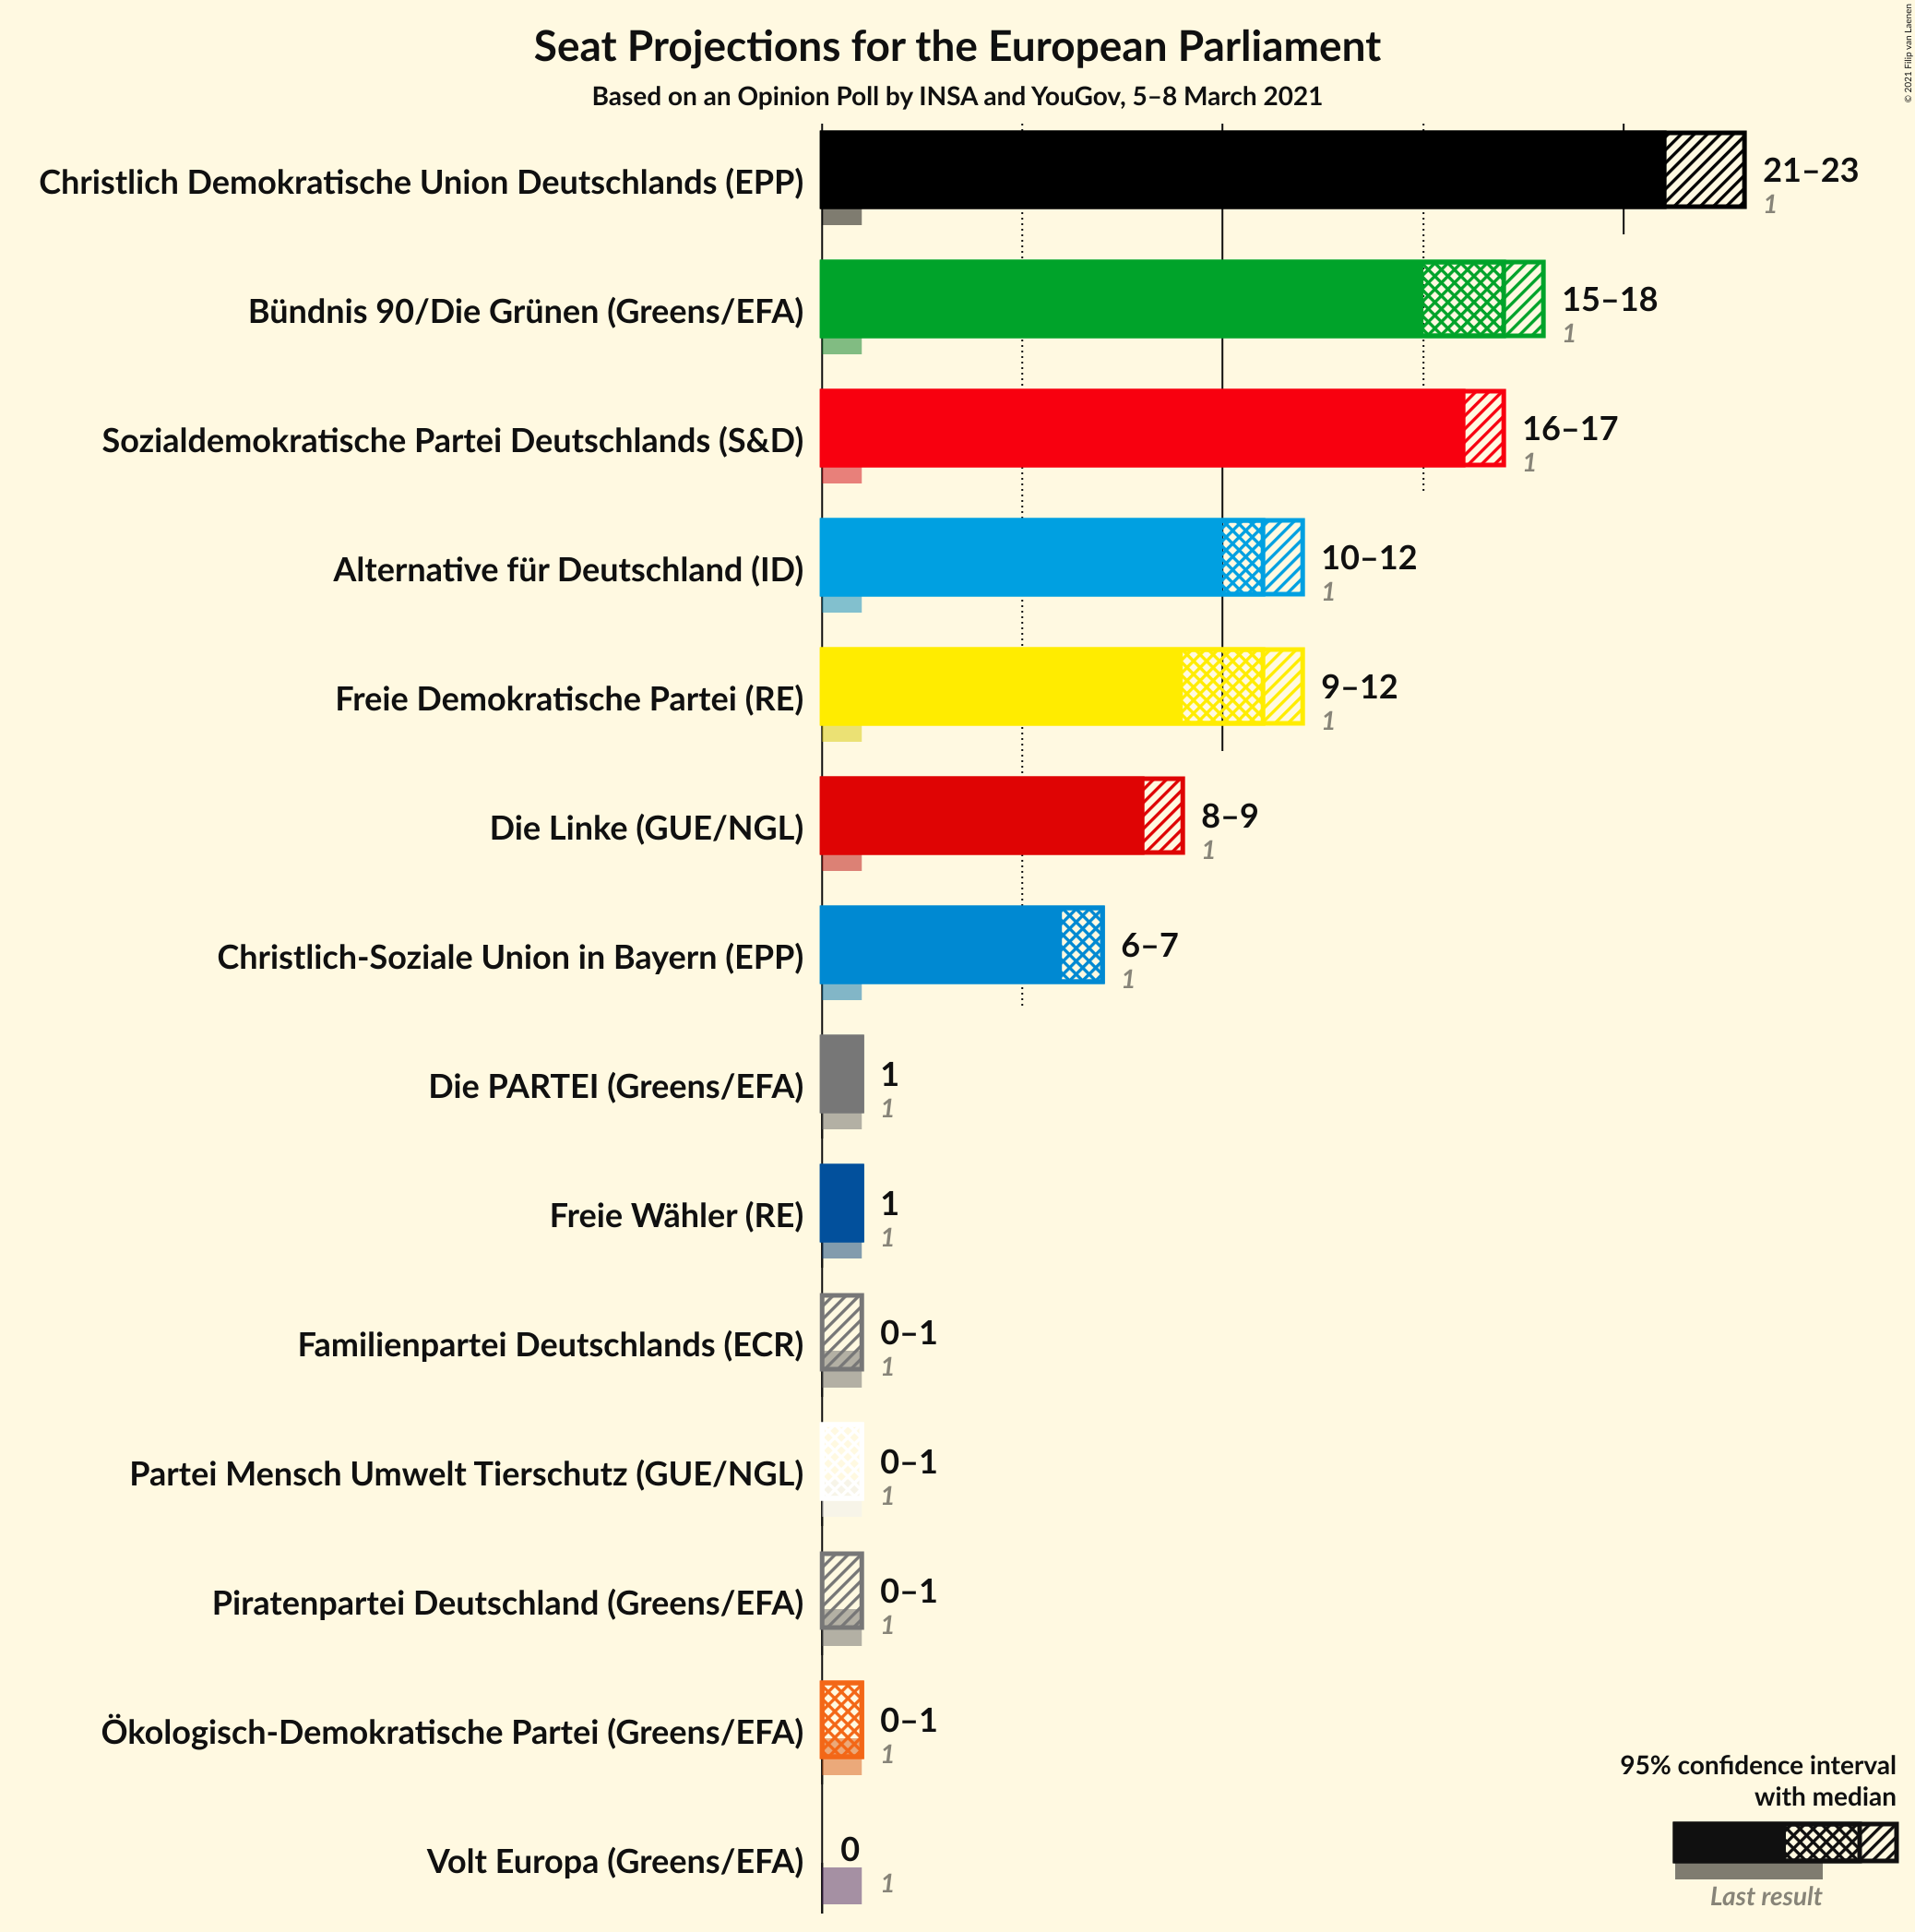 Seat Projections for the European Parliament
Based on an Opinion Poll by INSA and YouGov, 5–8 March 2021
© 2021 Filip van Laenen
Christlich Demokratische Union Deutschlands (EPP)
21–23
1
Bündnis 90/Die Grünen (Greens/EFA)
15–18
1
Sozialdemokratische Partei Deutschlands (S&D)
16–17
1
Alternative für Deutschland (ID)
10–12
1
Freie Demokratische Partei (RE)
9–12
1
Die Linke (GUE/NGL)
8–9
1
Christlich-Soziale Union in Bayern (EPP)
6–7
1
Die PARTEI (Greens/EFA)
1
1
Freie Wähler (RE)
1
1
Familienpartei Deutschlands (ECR)
0–1
1
Partei Mensch Umwelt Tierschutz (GUE/NGL)
0–1
1
Piratenpartei Deutschland (Greens/EFA)
0–1
1
Ökologisch-Demokratische Partei (Greens/EFA)
0–1
1
Volt Europa (Greens/EFA)
0
1
95% confidence interval
with median
Last result